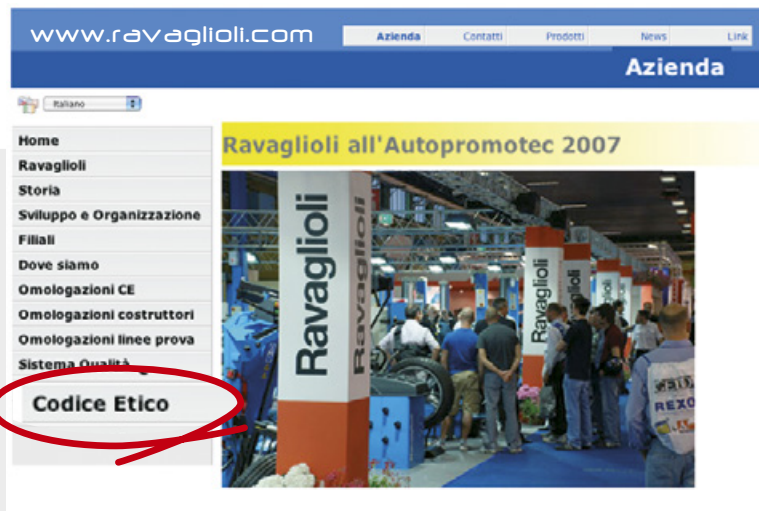 www.ravaglioli.com
Azienda Contatti Prodotti News Link
Azienda
Italiano
Home
Ravaglioli
Storia
Sviluppo e Organizzazione
Filiali
Dove siamo
Omologazioni CE
Omologazioni costruttori
Omologazioni linee prova
Sistema Qualità
Codice Etico
Ravaglioli all'Autopromotec 2007
Ravaglioli
Ravaglioli
Ravaglioli
Ravaglioli
REXO